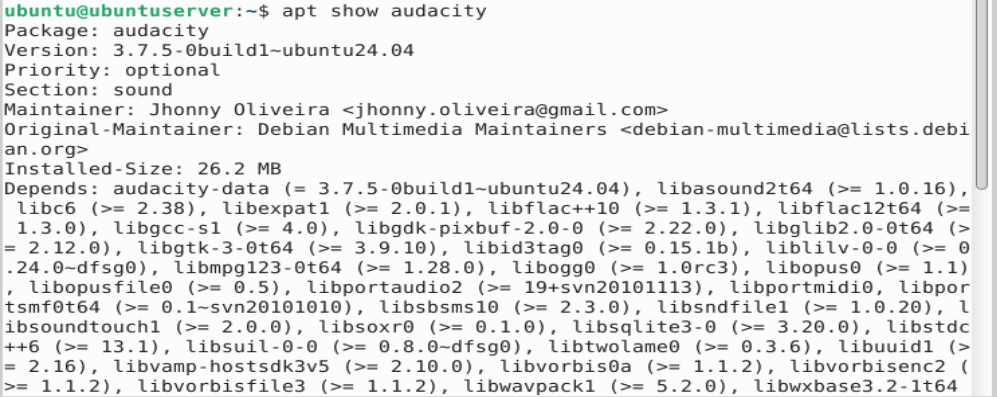 ubuntu@ubuntuserver:~$ apt show audacity
Package: audacity
Version: 3.7.5-0build1~ubuntu24.04
Priority: optional
Section: sound
Maintainer: Jhonny Oliveira <jhonny.oliveira@gmail.com>
Original-Maintainer: Debian Multimedia Maintainers <debian-multimedia@lists.debi
an.org>
Installed-Size: 26.2 MB
Depends: audacity-data (= 3.7.5-0build1~ubuntu24.04), libasound2t64 (>= 1.0.16),
 libc6 (>= 2.38), libexpat1 (>= 2.0.1), libflac++10 (>= 1.3.1), libflac12t64 (>=
 1.3.0), libgcc-s1 (>= 4.0), libgdk-pixbuf-2.0-0 (>= 2.22.0), libglib2.0-0t64 (>
= 2.12.0), libgtk-3-0t64 (>= 3.9.10), libid3tag0 (>= 0.15.1b), liblilv-0-0 (>= 0
.24.0~dfsg0), libmpg123-0t64 (>= 1.28.0), libogg0 (>= 1.0rc3), libopus0 (>= 1.1)
, libopusfile0 (>= 0.5), libportaudio2 (>= 19+svn20101113), libportmidi0, libpor
tsmf0t64 (>= 0.1~svn20101010), libsbsms10 (>= 2.3.0), libsndfile1 (>= 1.0.20), l
ibsoundtouch1 (>= 2.0.0), libsoxr0 (>= 0.1.0), libsqlite3-0 (>= 3.20.0), libstdc
++6 (>= 13.1), libsuil-0-0 (>= 0.8.0~dfsg0), libtwolame0 (>= 0.3.6), libuuid1 (>
= 2.16), libvamp-hostsdk3v5 (>= 2.10.0), libvorbis0a (>= 1.1.2), libvorbisenc2 (
>= 1.1.2), libvorbisfile3 (>= 1.1.2), libwavpack1 (>= 5.2.0), libwxbase3.2-1t64